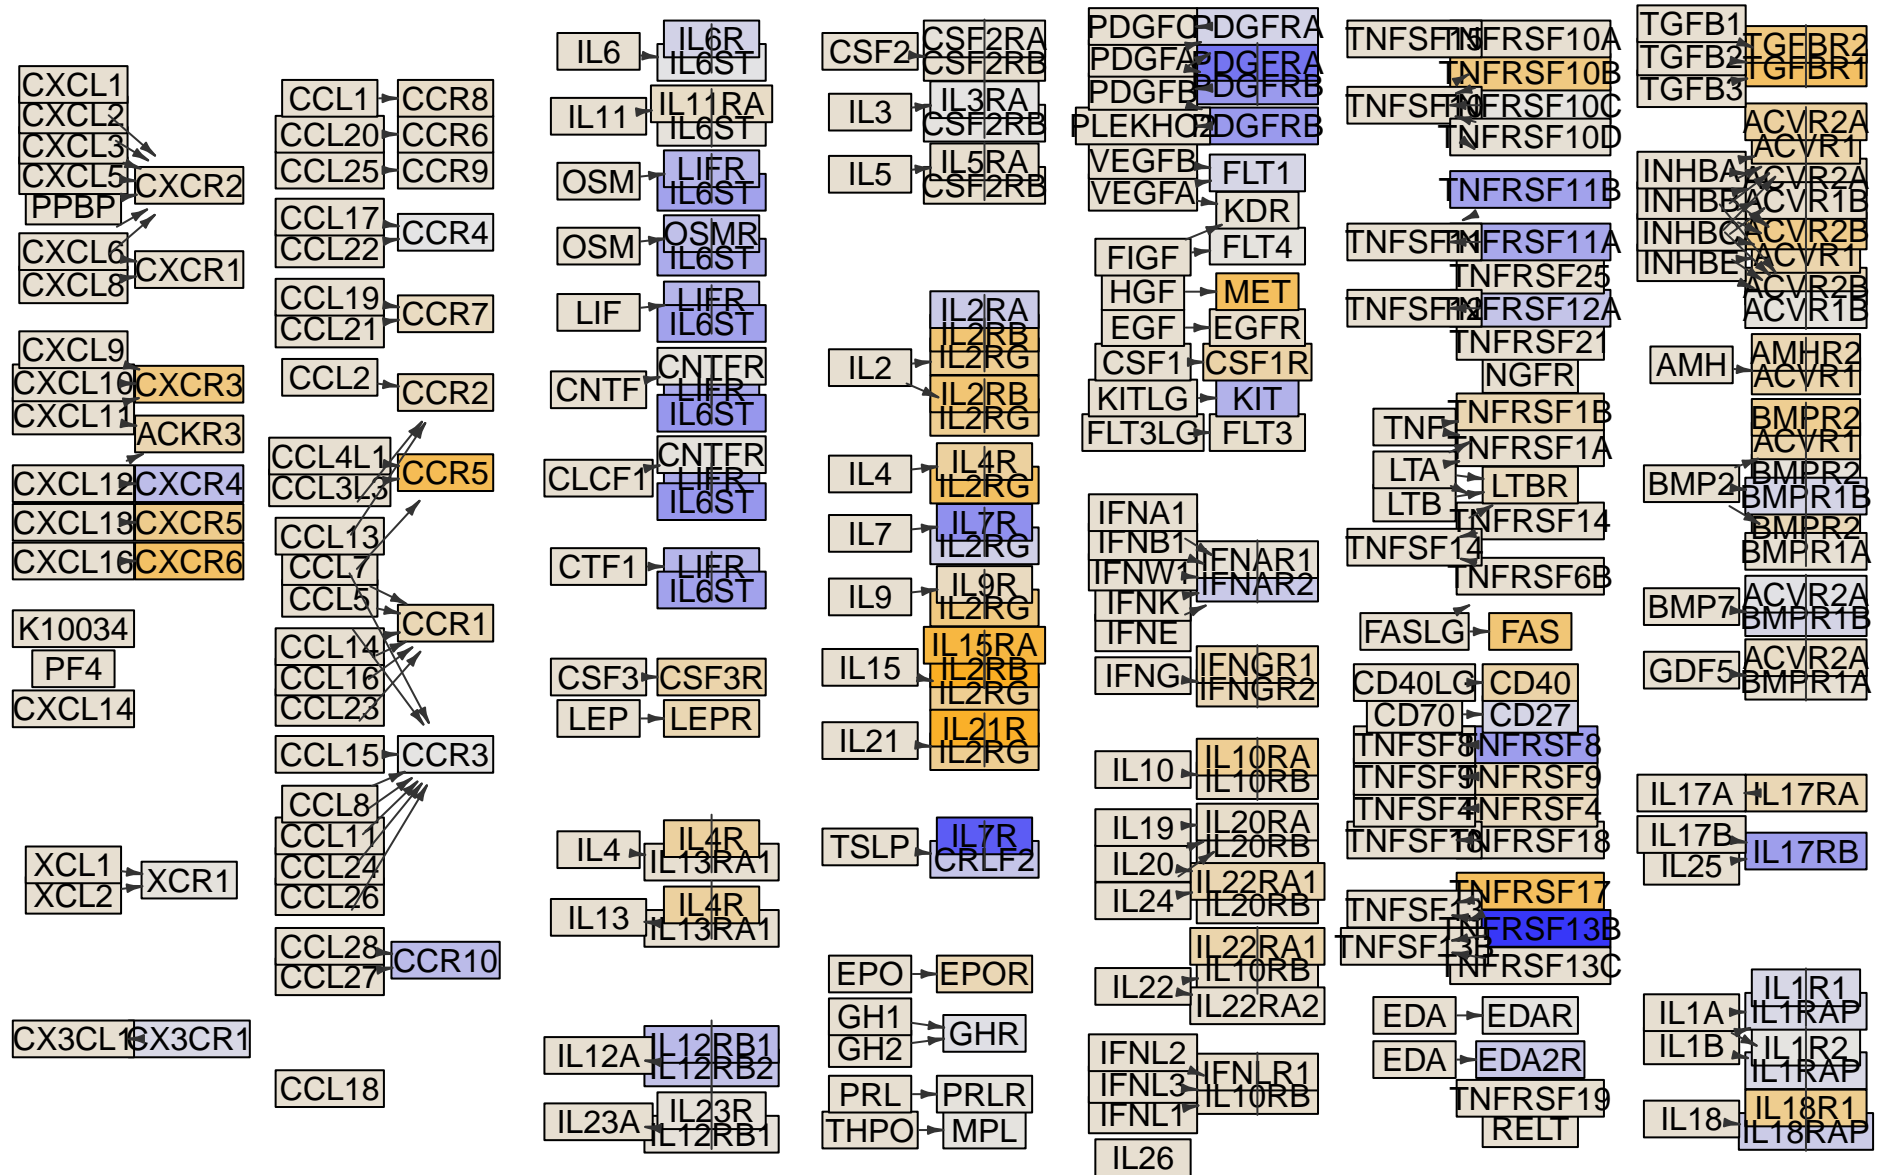 CXCL1
CXCL2
CXCL3
CXCL5
PPBP
CXCL6
CXCL8
CXCR2
CXCR1
CXCL9
CXCL10
CXCL11
CXCR3
ACKR3
CXCL12
CXCR4
CXCL13
CXCR5
CXCL16
CXCR6
K10034
PF4
CXCL14
XCL1
XCL2
XCR1
CX3CL1
CX3CR1
CCL1
CCR8
CCL20
CCR6
CCL25
CCR9
CCL17
CCL22
CCR4
CCL19
CCL21
CCR7
CCL2
CCR2
CCL4L1
CCL3L3
CCR5
CCL13
CCL7
CCL5
CCR1
CCL14
CCL16
CCL23
CCL15
CCR3
CCL8
CCL11
CCL24
CCL26
CCL28
CCL27
CCR10
CCL18
IL6
IL6R
IL6ST
IL11
IL11RA
IL6ST
OSM
LIFR
IL6ST
OSM
OSMR
IL6ST
LIF
LIFR
IL6ST
CNTF
CNTFR
LIFR
IL6ST
CLCF1
CNTFR
LIFR
IL6ST
CTF1
LIFR
IL6ST
CSF3
CSF3R
LEP
LEPR
IL4
IL4R
IL13RA1
IL13
IL4R
IL13RA1
IL12A
IL12RB1
IL12RB2
IL23A
IL23R
IL12RB1
CSF2
CSF2RA
CSF2RB
IL3
IL3RA
CSF2RB
IL5
IL5RA
CSF2RB
IL2
IL2RA
IL2RB
IL2RG
IL2RB
IL2RG
IL4
IL4R
IL2RG
IL7
IL7R
IL2RG
IL9
IL9R
IL2RG
IL15
IL15RA
IL2RB
IL2RG
IL21
IL21R
IL2RG
TSLP
IL7R
CRLF2
EPO
EPOR
GH1
GH2
GHR
PRL
PRLR
THPO
MPL
PDGFC
PDGFRA
PDGFA
PDGFRA
PDGFB
PDGFRB
PLEKHO2
PDGFRB
VEGFB
VEGFA
FLT1
KDR
FIGF
FLT4
HGF
MET
EGF
EGFR
CSF1
CSF1R
KITLG
KIT
FLT3LG
FLT3
IFNA1
IFNB1
IFNW1
IFNK
IFNE
IFNAR1
IFNAR2
IFNG
IFNGR1
IFNGR2
IL10
IL10RA
IL10RB
IL19
IL20
IL24
IL20RA
IL20RB
IL22RA1
IL20RB
IL22
IL22RA1
IL10RB
IL22RA2
IFNL2
IFNL3
IFNL1
IFNLR1
IL10RB
IL26
TNFSF15
TNFRSF10A
TNFRSF10B
TNFSF10
TNFRSF10C
TNFRSF10D
TNFRSF11B
TNFSF11
TNFRSF11A
TNFRSF25
TNFSF12
TNFRSF12A
TNFRSF21
NGFR
TNF
TNFRSF1B
TNFRSF1A
LTA
LTB
LTBR
TNFRSF14
TNFSF14
TNFRSF6B
FASLG
FAS
CD40LG
CD40
CD70
CD27
TNFSF8
TNFRSF8
TNFSF9
TNFRSF9
TNFSF4
TNFRSF4
TNFSF18
TNFRSF18
TNFRSF17
TNFSF13
TNFRSF13B
TNFSF13B
TNFRSF13C
EDA
EDAR
EDA
EDA2R
TNFRSF19
RELT
TGFB1
TGFB2
TGFB3
TGFBR2
TGFBR1
INHBA
INHBB
INHBC
INHBE
ACVR2A
ACVR1
ACVR2A
ACVR1B
ACVR2B
ACVR1
ACVR2B
ACVR1B
AMH
AMHR2
ACVR1
BMP2
BMPR2
ACVR1
BMPR2
BMPR1B
BMPR2
BMPR1A
BMP7
ACVR2A
BMPR1B
GDF5
ACVR2A
BMPR1A
IL17A
IL17RA
IL17B
IL25
IL17RB
IL1A
IL1B
IL1R1
IL1RAP
IL1R2
IL1RAP
IL18
IL18R1
IL18RAP